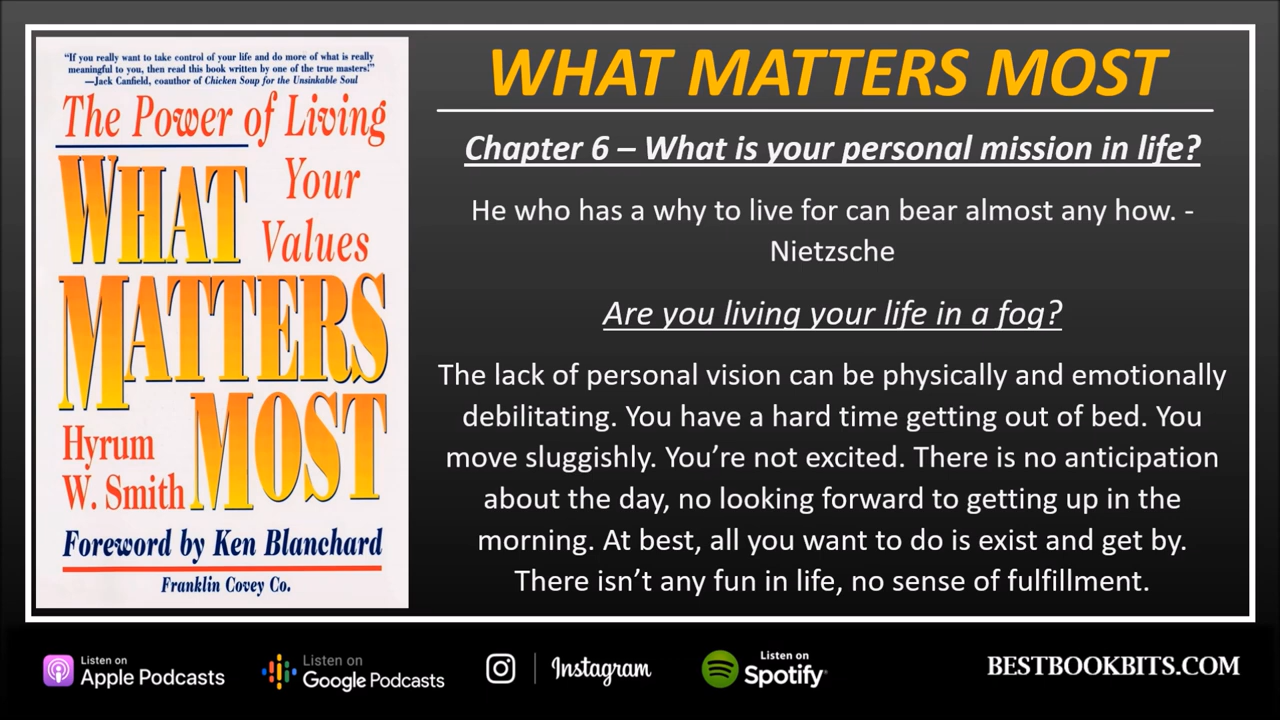 "If you really want to take control of your life and do more of what is really
meaningful to you, then read this book written by one of the true masters!"
—Jack Canfield, coauthor of Chicken Soup for the Unsinkable Soul
The Power of Living
WHAT Your
Values
MATTERS
MOST
Hyrum
W. Smith
Foreword by Ken Blanchard
Franklin Covey Co.
WHAT MATTERS MOST
Chapter 6 – What is your personal mission in life?
He who has a why to live for can bear almost any how. -
Nietzsche
Are you living your life in a fog?
The lack of personal vision can be physically and emotionally
debilitating. You have a hard time getting out of bed. You
move sluggishly. You're not excited. There is no anticipation
about the day, no looking forward to getting up in the
morning. At best, all you want to do is exist and get by.
There isn't any fun in life, no sense of fulfillment.
Listen on
Apple Podcasts
Listen on
Google Podcasts
Instagram
Listen on
Spotify
BESTBOOKBITS.COM